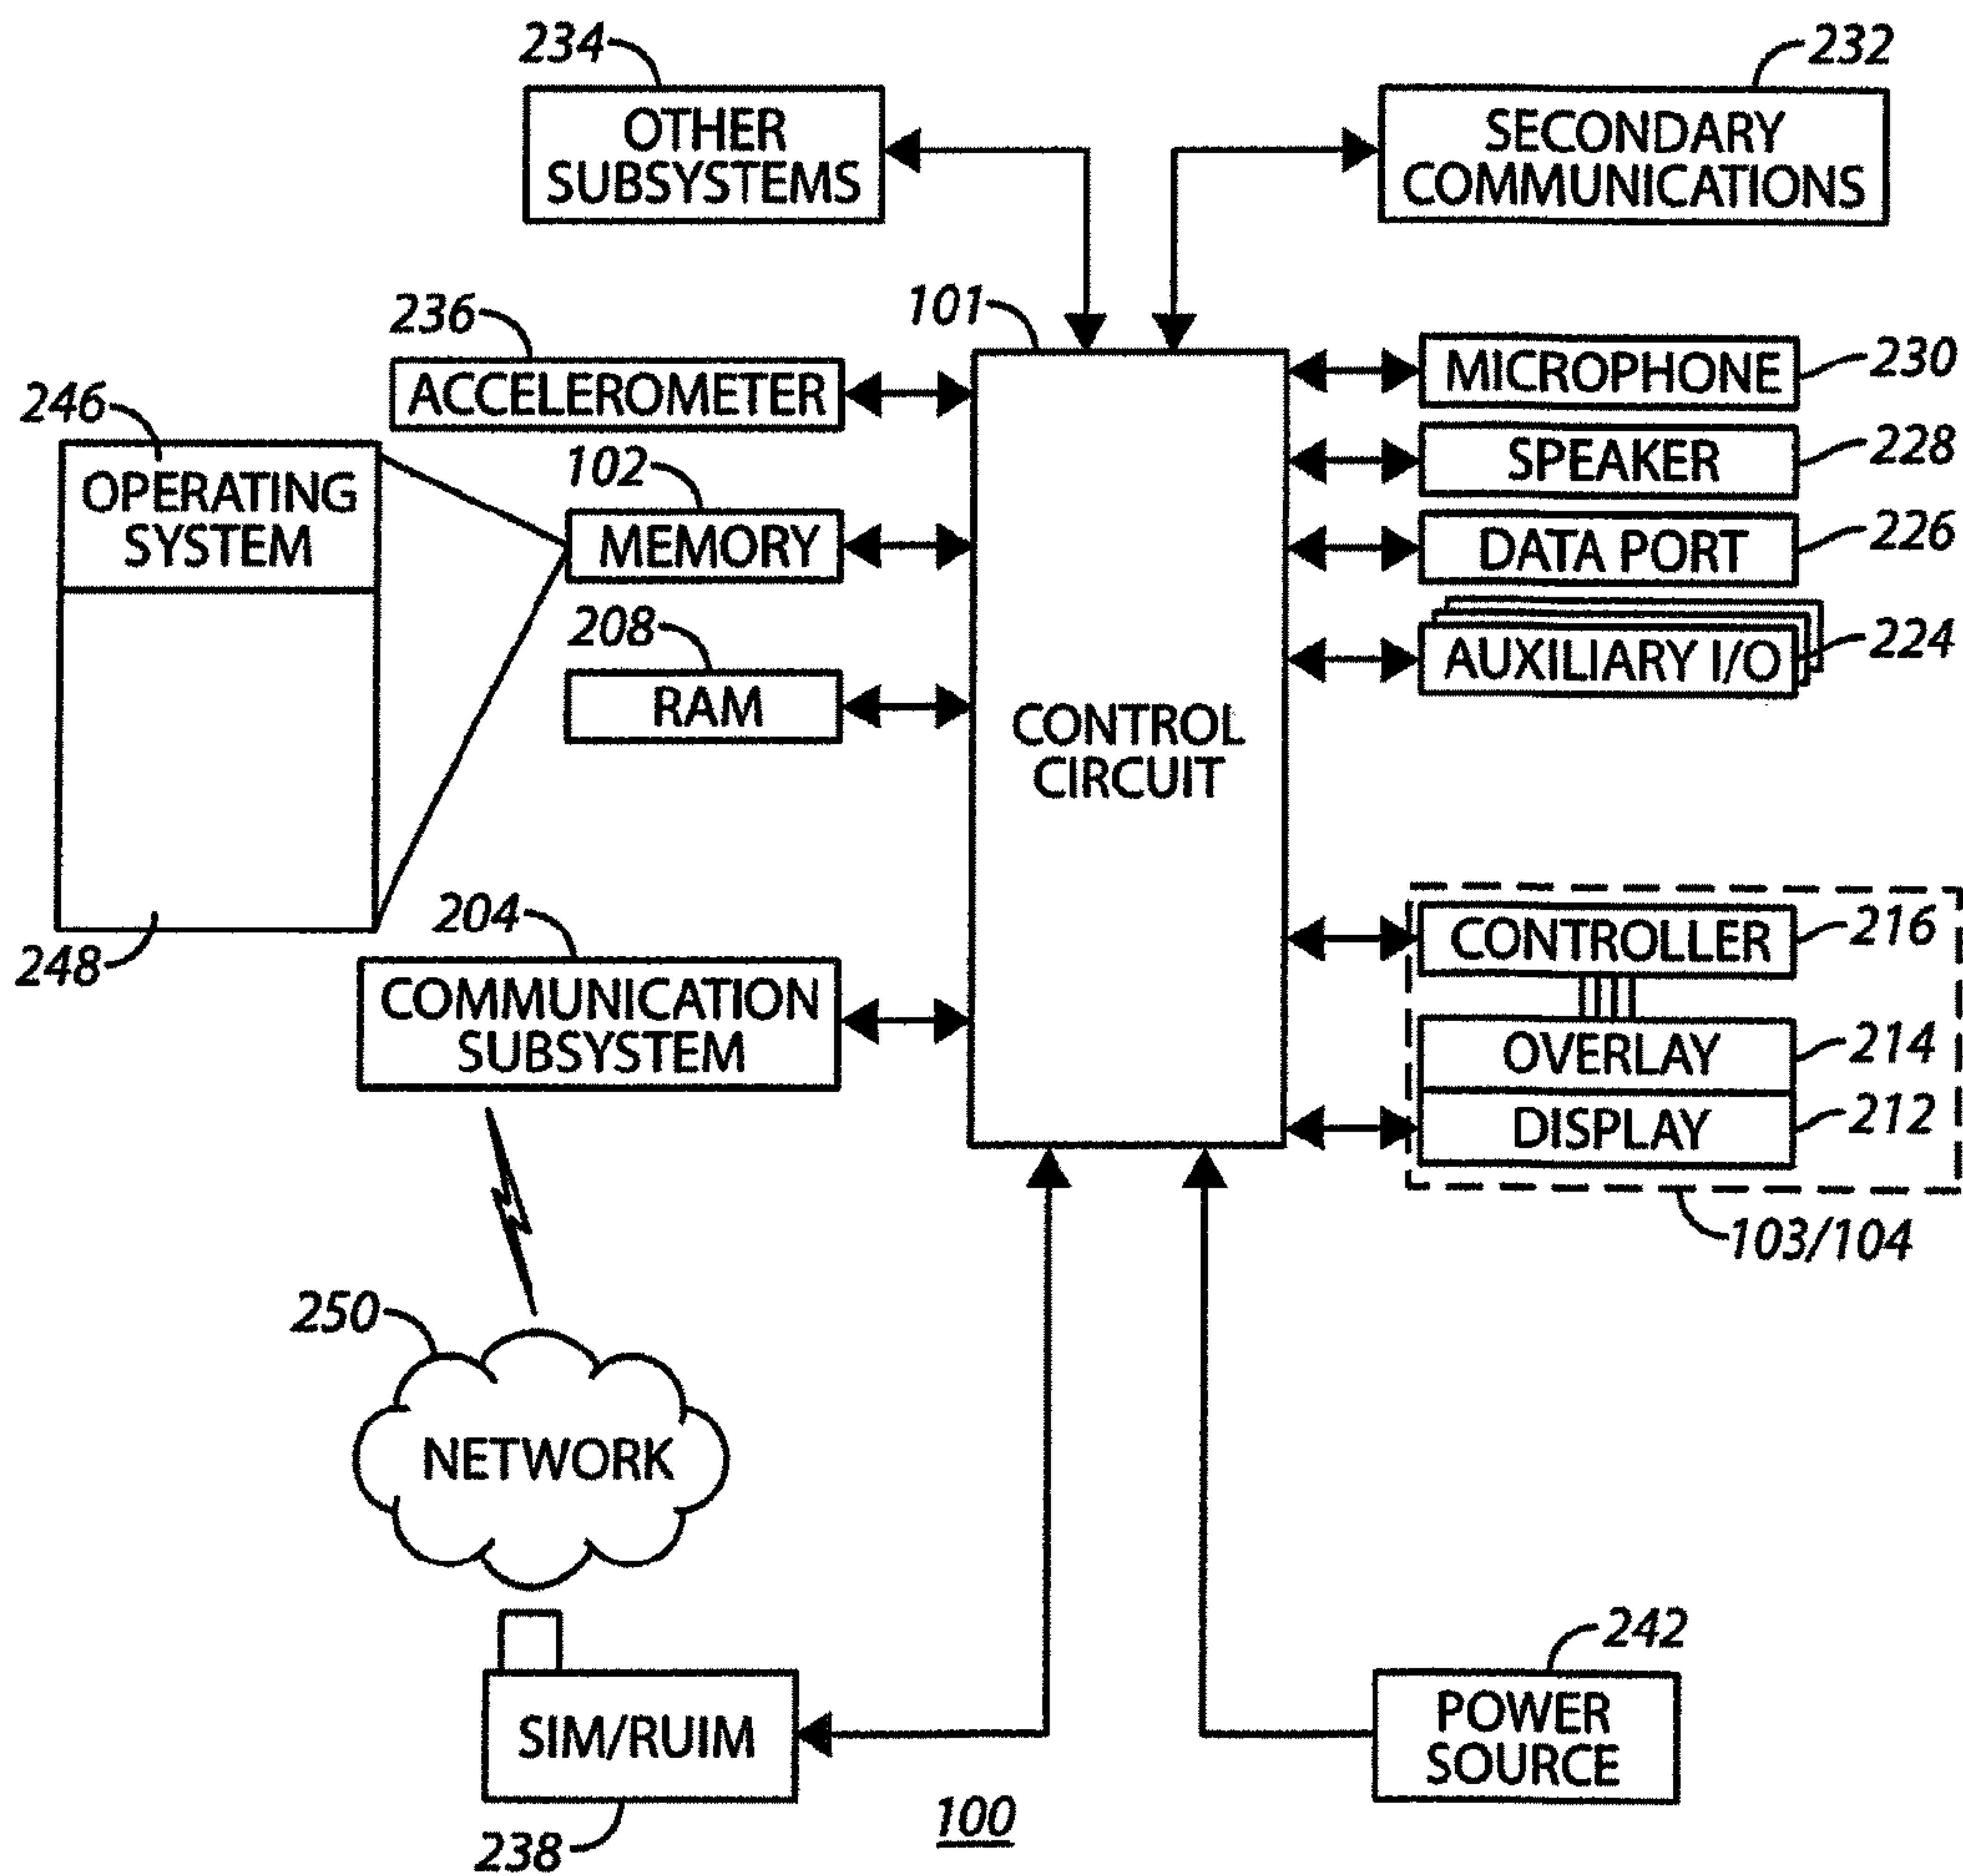 234
232
OTHER
SUBSYSTEMS
SECONDARY
COMMUNICATIONS
236
101
ACCELEROMETER
MICROPHONE
230
246
OPERATING
SYSTEM
102
MEMORY
SPEAKER
228
DATA PORT
226
208
RAM
AUXILIARY I/O
224
CONTROL
CIRCUIT
248
204
COMMUNICATION
SUBSYSTEM
CONTROLLER
216
OVERLAY
214
DISPLAY
212
103/104
250
NETWORK
SIM/RUIM
238
242
POWER
SOURCE
100